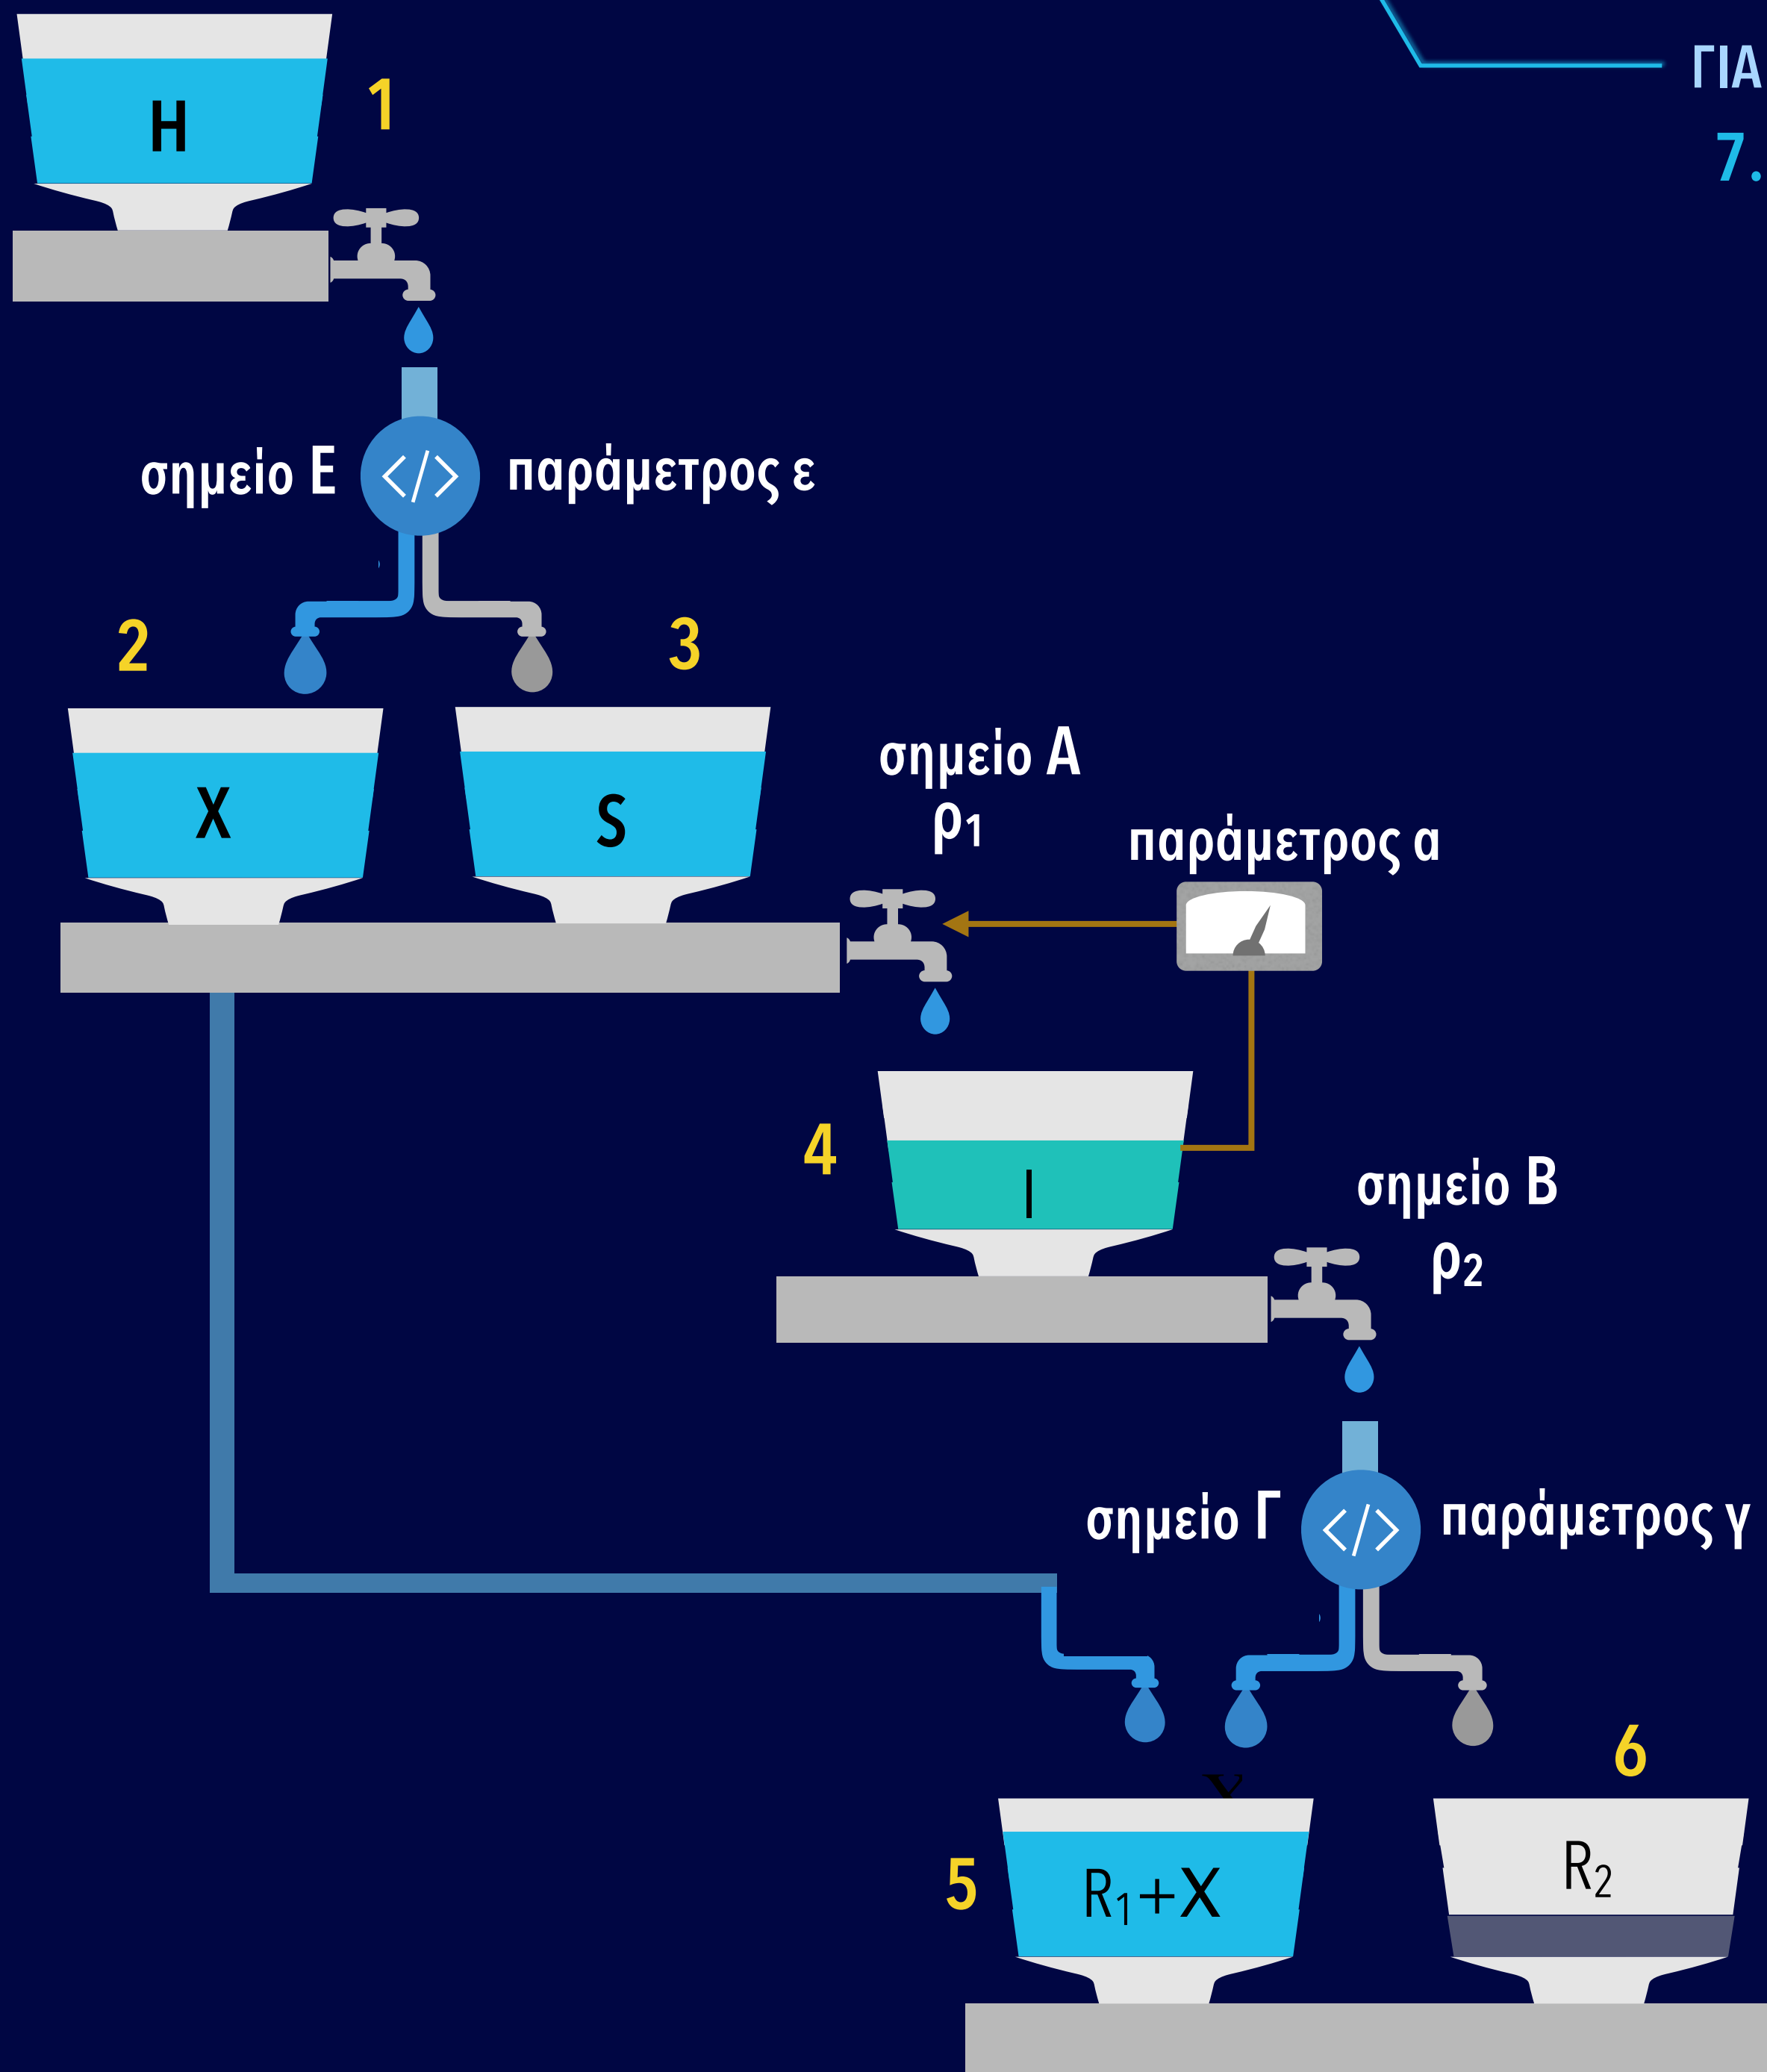 ΓΙΑ
7.
1
H
σημείο Ε
παράμετρος ε
2
3
X
S
σημείο Α
ρ1
παράμετρος α
4
I
σημείο Β
ρ2
σημείο Γ
παράμετρος γ
6
5
R1+X
R2